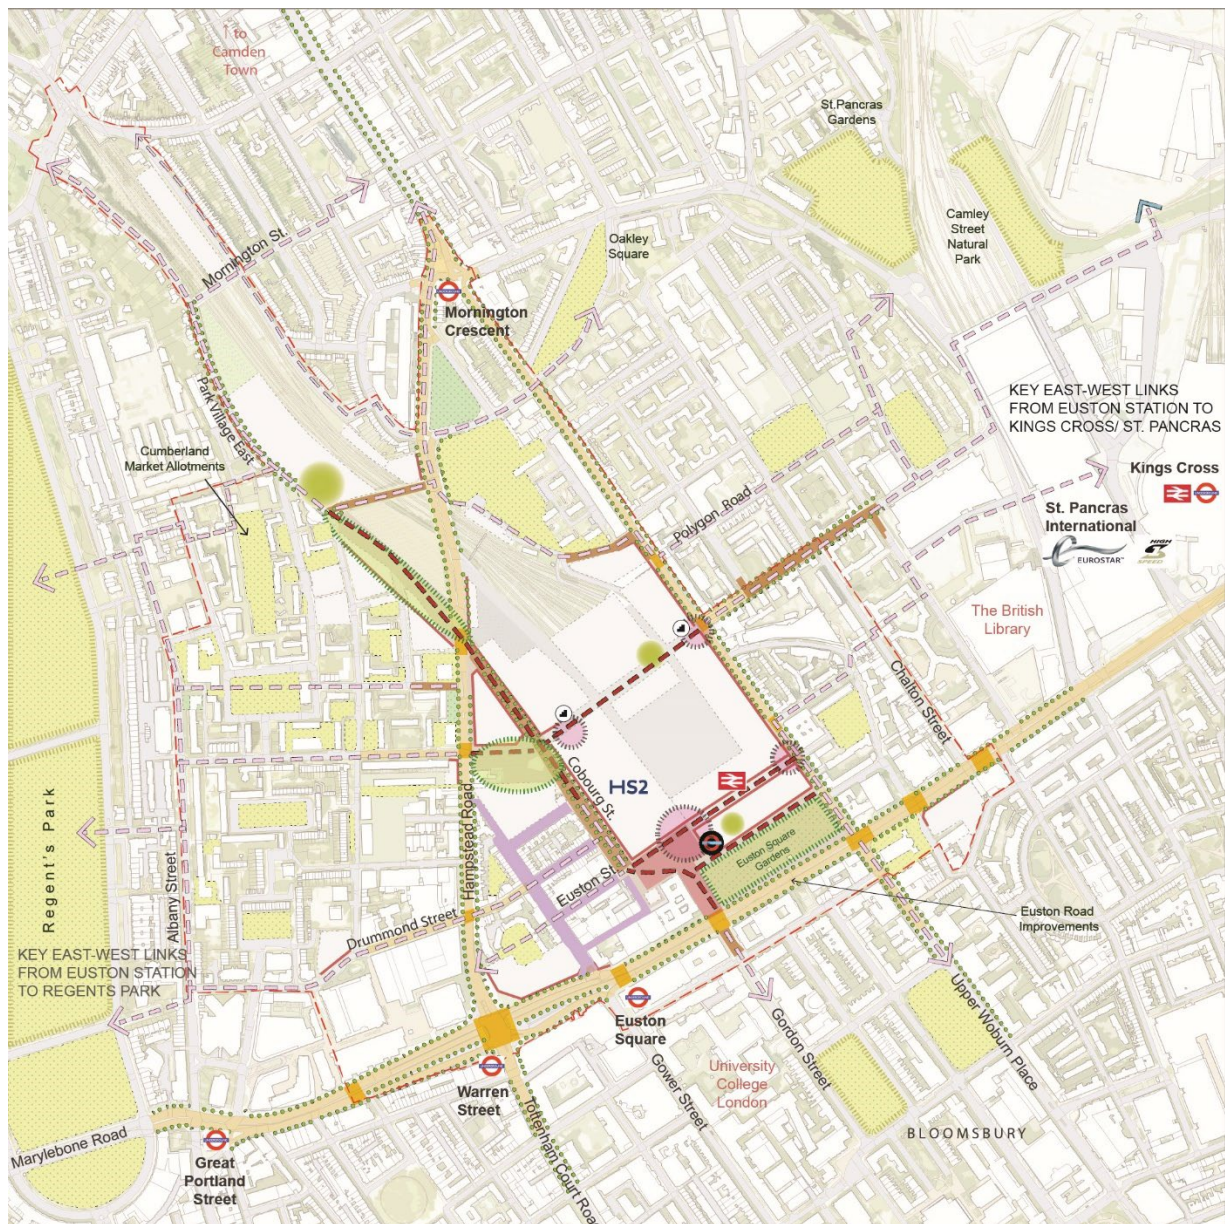 ↑ to
Camden
Town
St.Pancras
Gardens
Camley
Street
Natural
Park
Oakley
Square
Mornington St.
Mornington
Crescent
KEY EAST-WEST LINKS
FROM EUSTON STATION TO
KINGS CROSS/ ST. PANCRAS
Park Village East
Cumberland
Market Allotments
Kings Cross
St. Pancras
International
EUROSTAR™
HIGH
SPEED
Polygon Road
The British
Library
Chalton Street
Cobourg St.
HS2
Regent's Park
Albany Street
Hampstead Road
Euston St.
Euston Square
Gardens
Drummond Street
Euston Road
Improvements
KEY EAST-WEST LINKS
FROM EUSTON STATION
TO REGENTS PARK
Upper Woburn Place
Euston
Square
Gordon Street
Gower Street
University
College
London
Warren
Street
Tottenham Court Road
BLOOMSBURY
Marylebone Road
Great
Portland
Street